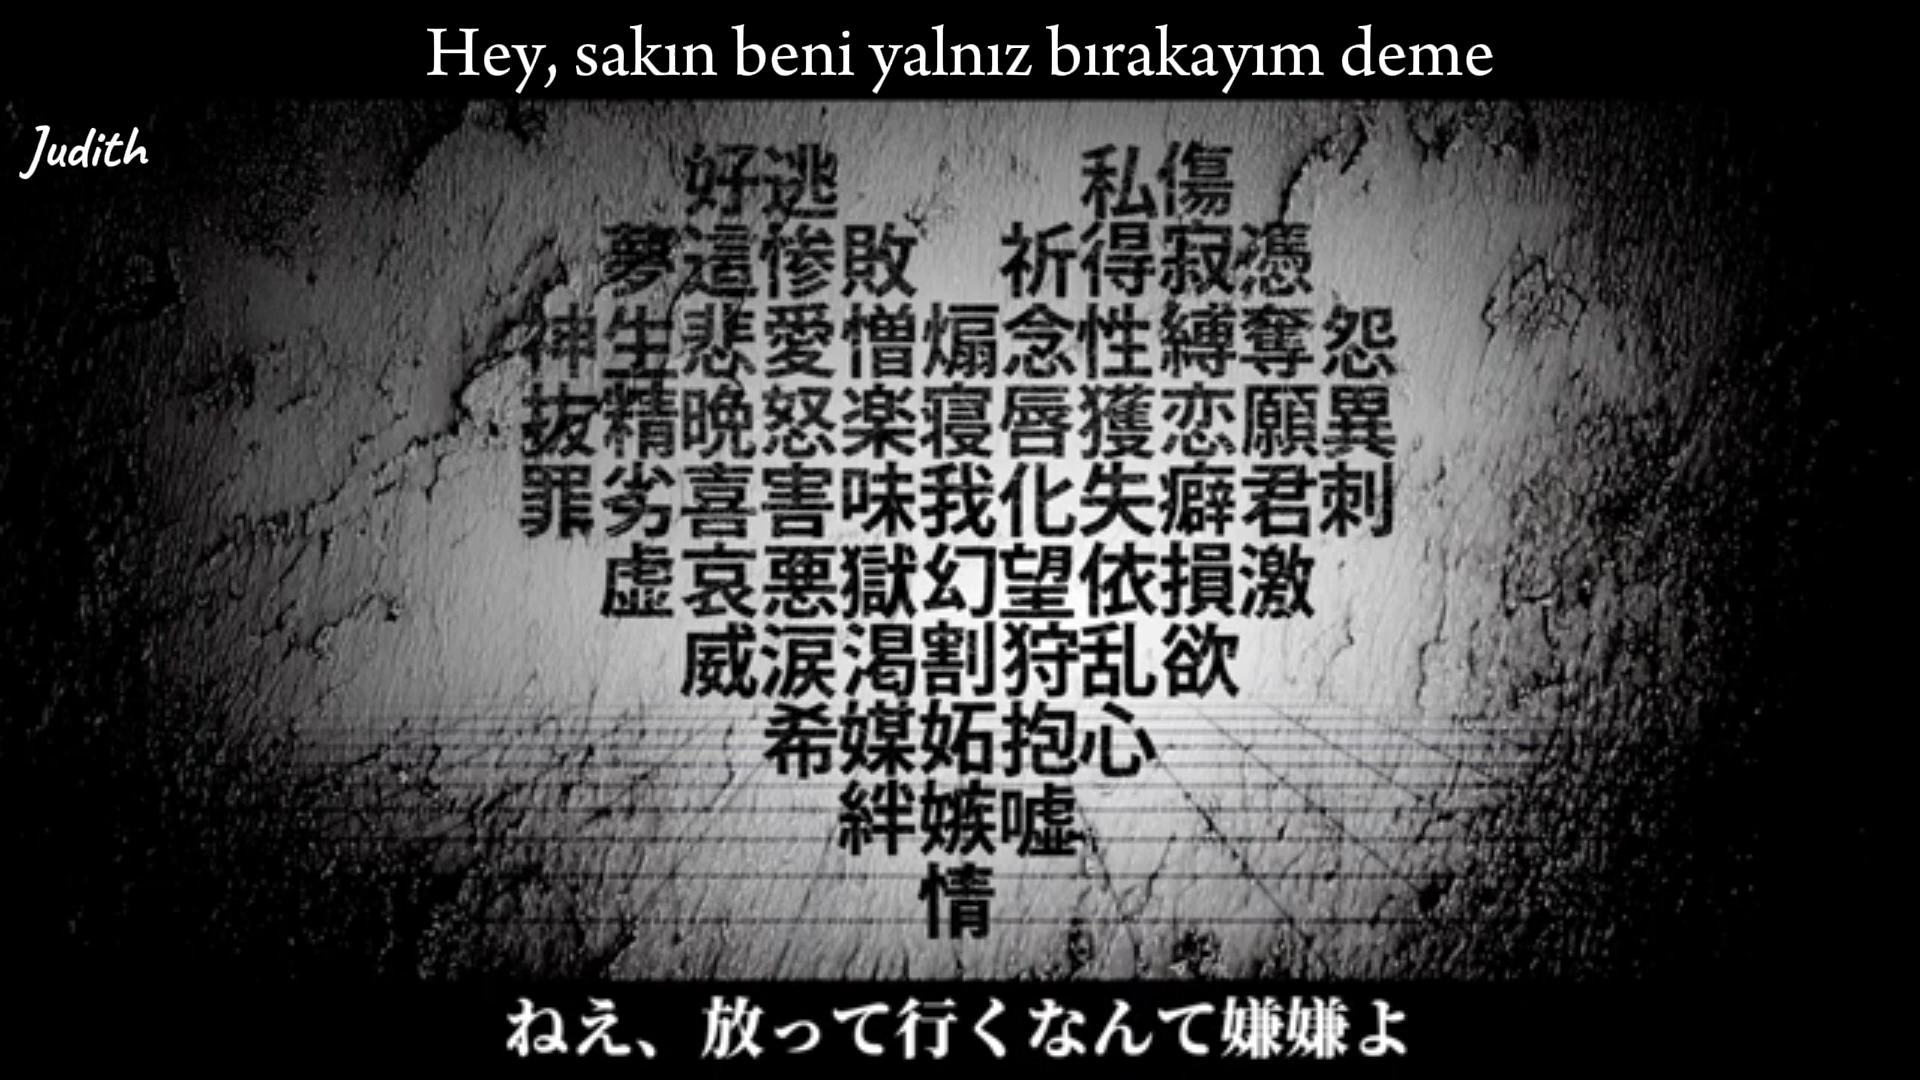 Hey, sakın beni yalnız bırakayım deme
Judith
好逃 私傷
夢這惨敗 祈得寂憑
神生悲愛憎煽念性縛奪怨
抜精晩怒楽寝唇獲恋願異
罪劣喜害味我化失癖君刺
虚哀悪獄幻望依損激
威涙渇割狩乱欲
希媒妬抱心
絆嫉嘘
情
ねえ、放って行くなんて嫌嫌よ